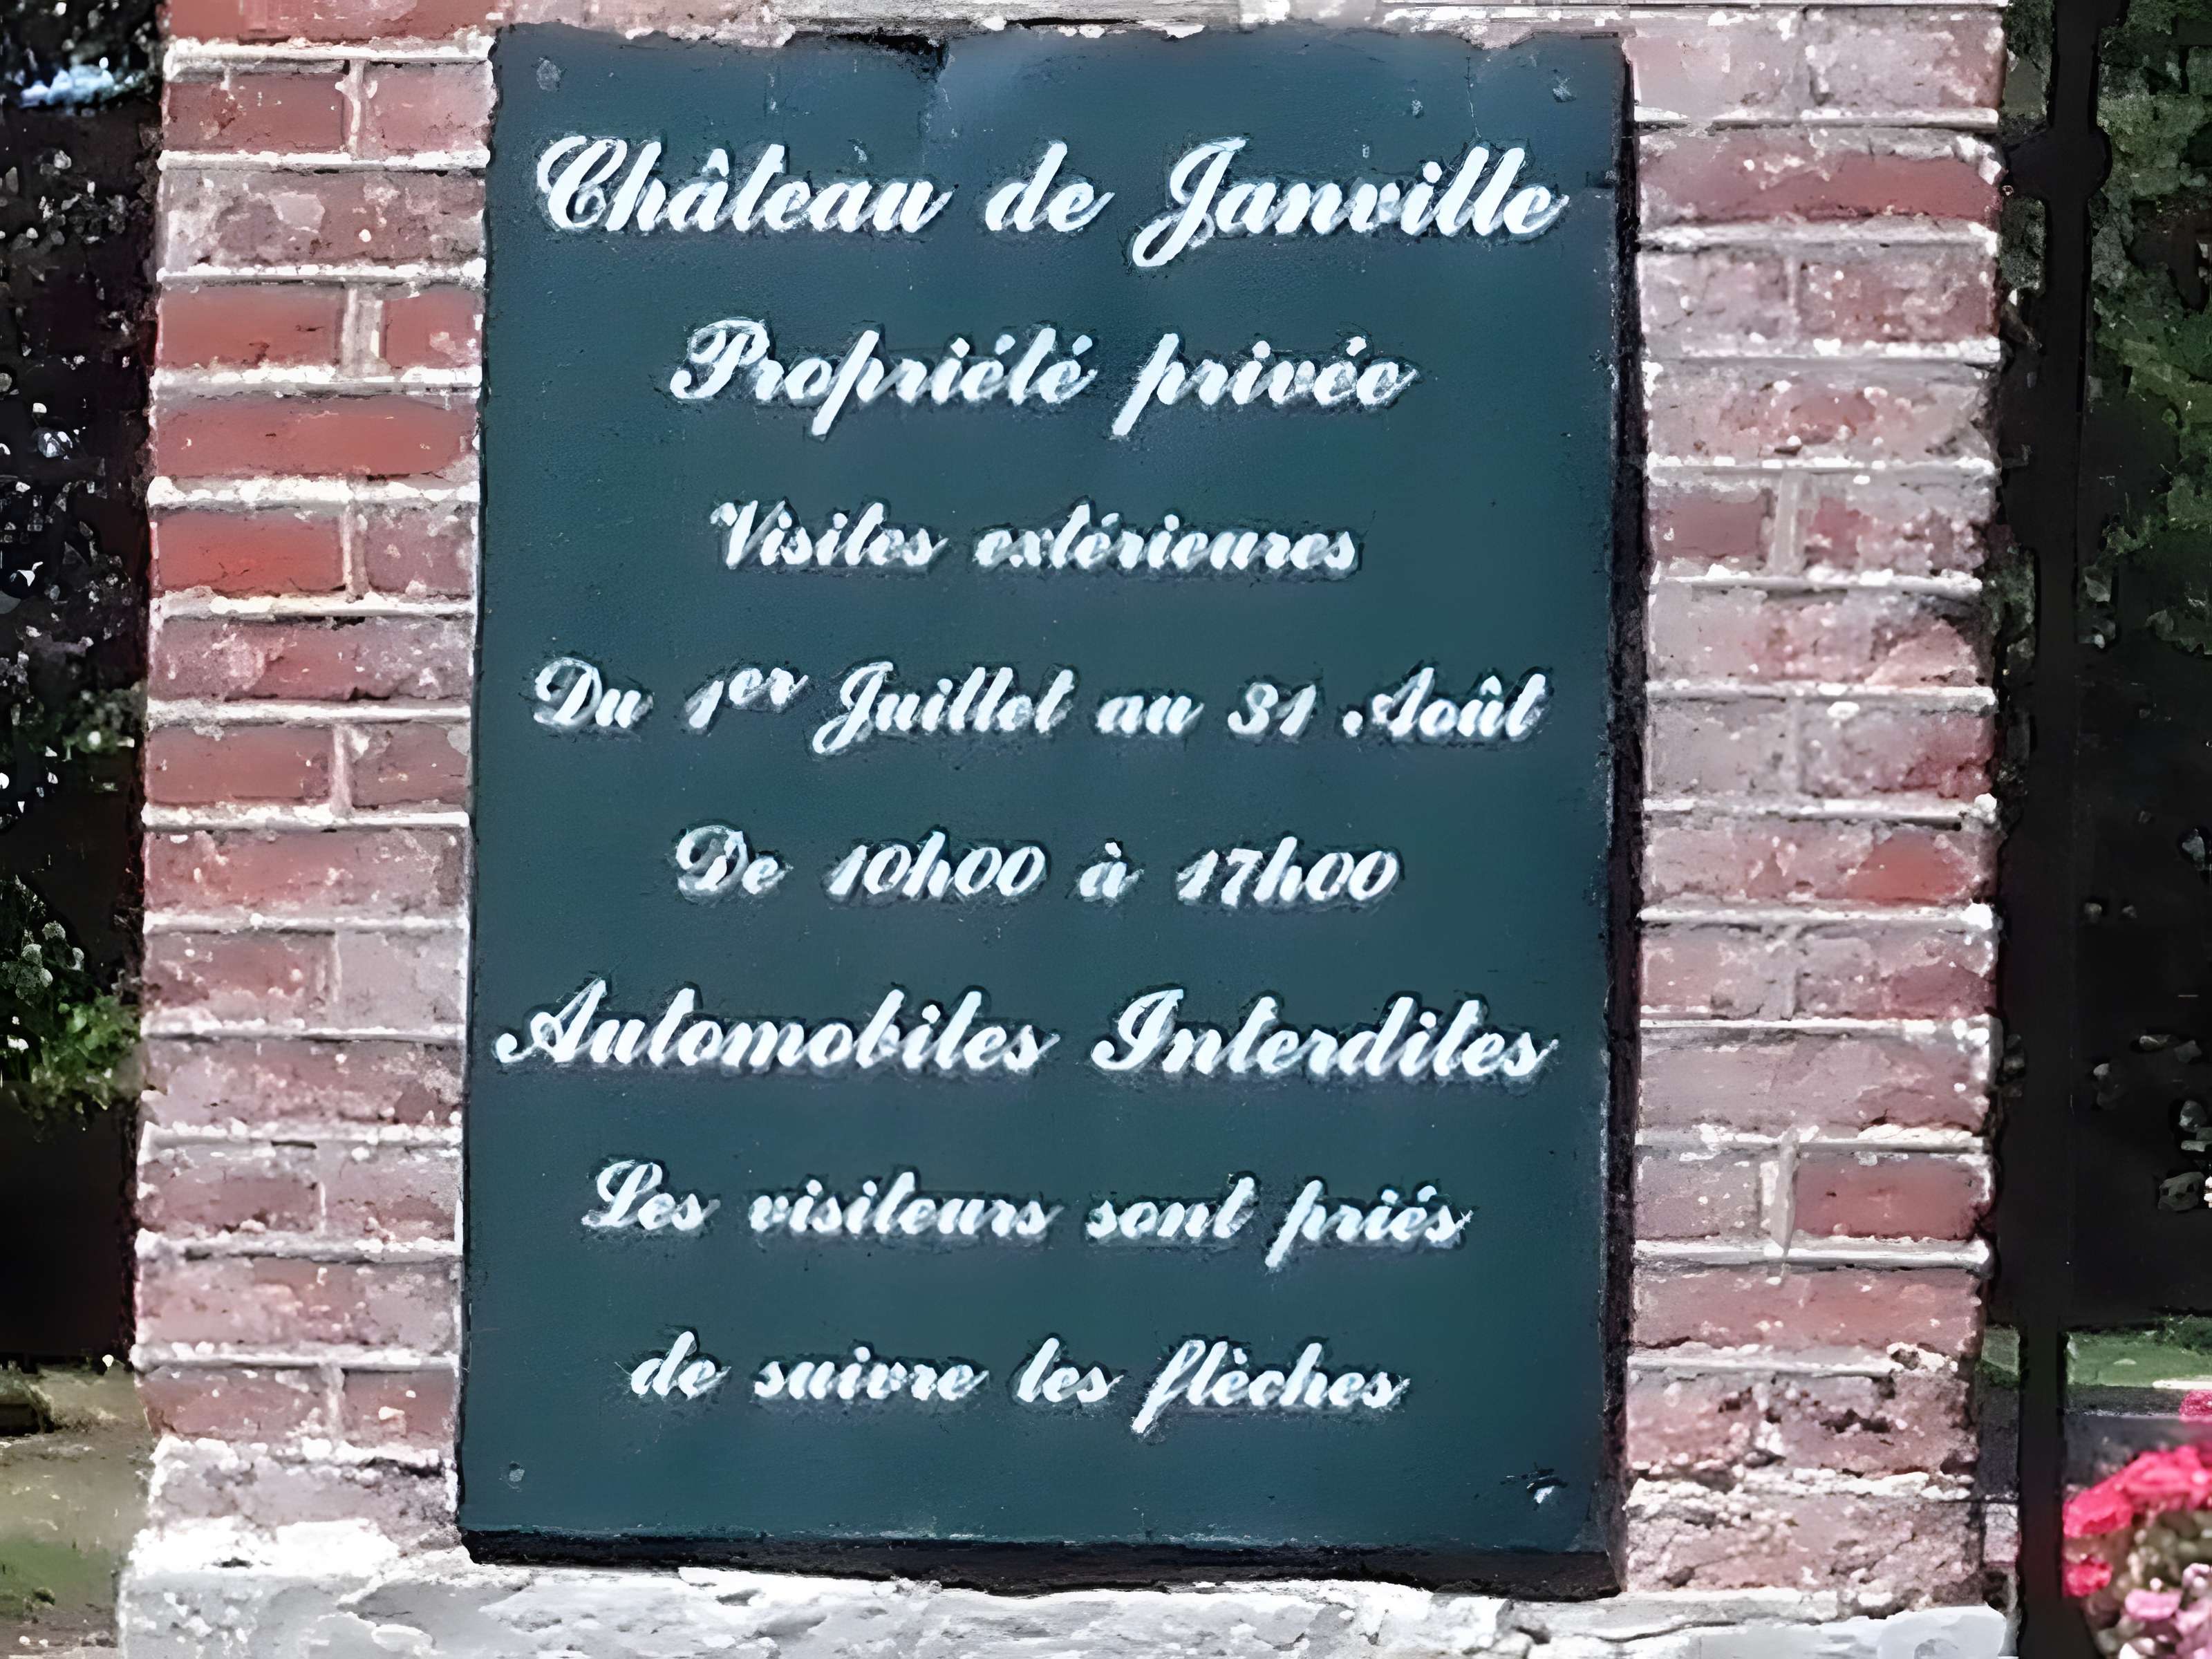 Château de Janville
Propriété privée
Visites extérieures
Du 1er Juillet au 31 Août
De 10h00 à 17h00
Automobiles Interdites
Les visiteurs sont priés
de suivre les flèches